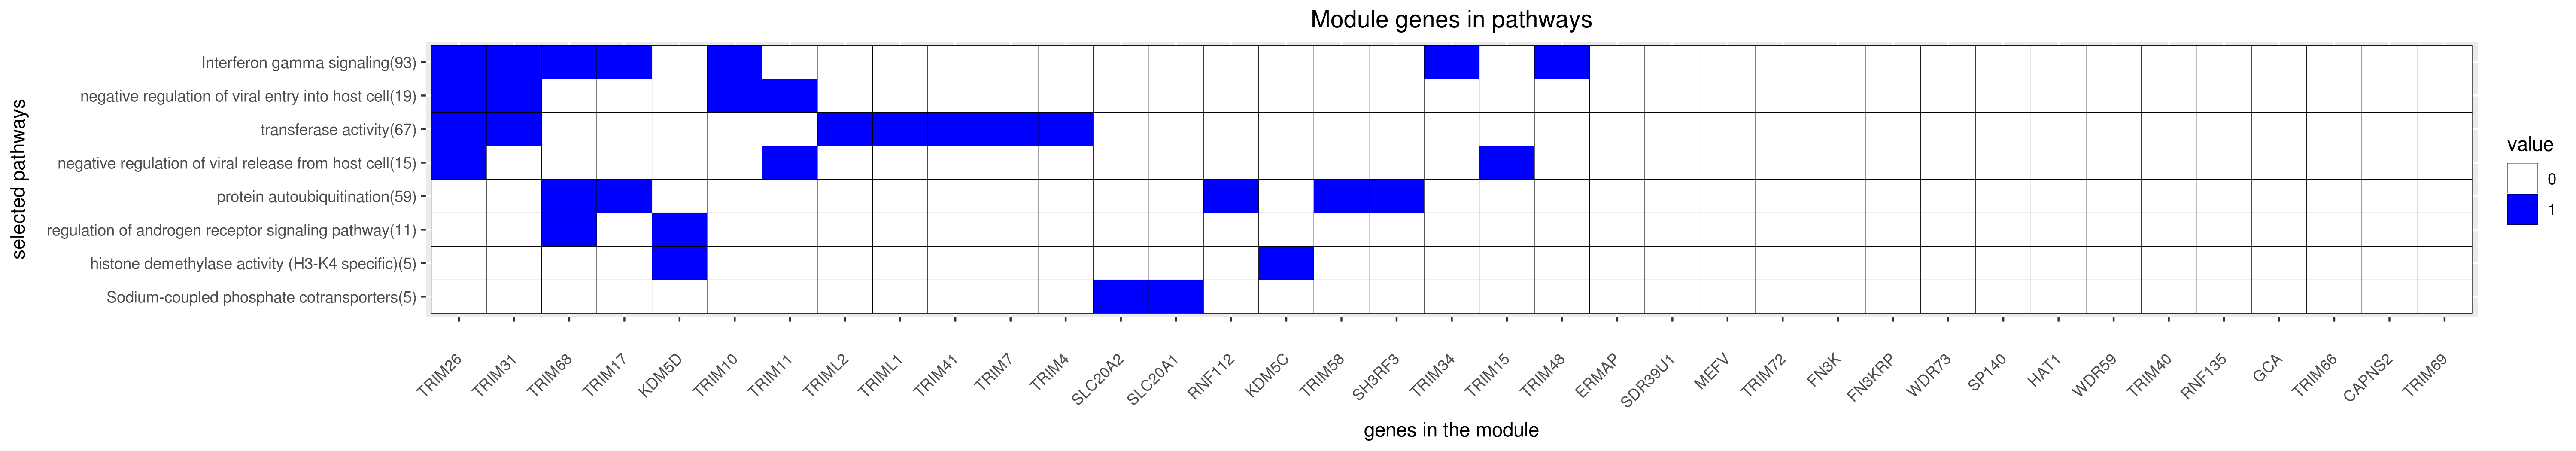 Module genes in pathways
selected pathways
Interferon gamma signaling(93)
negative regulation of viral entry into host cell(19)
transferase activity(67)
negative regulation of viral release from host cell(15)
protein autoubiquitination(59)
regulation of androgen receptor signaling pathway(11)
histone demethylase activity (H3-K4 specific)(5)
Sodium-coupled phosphate cotransporters(5)
value
0
1
TRIM26
TRIM31
TRIM68
TRIM17
KDM5D
TRIM10
TRIM11
TRIML2
TRIML1
TRIM41
TRIM7
TRIM4
SLC20A2
SLC20A1
RNF112
KDM5C
TRIM58
SH3RF3
TRIM34
TRIM15
TRIM48
ERMAP
SDR39U1
MEFV
TRIM72
FN3K
FN3KRP
WDR73
SP140
HAT1
WDR59
TRIM40
RNF135
GCA
TRIM66
CAPNS2
TRIM69
genes in the module